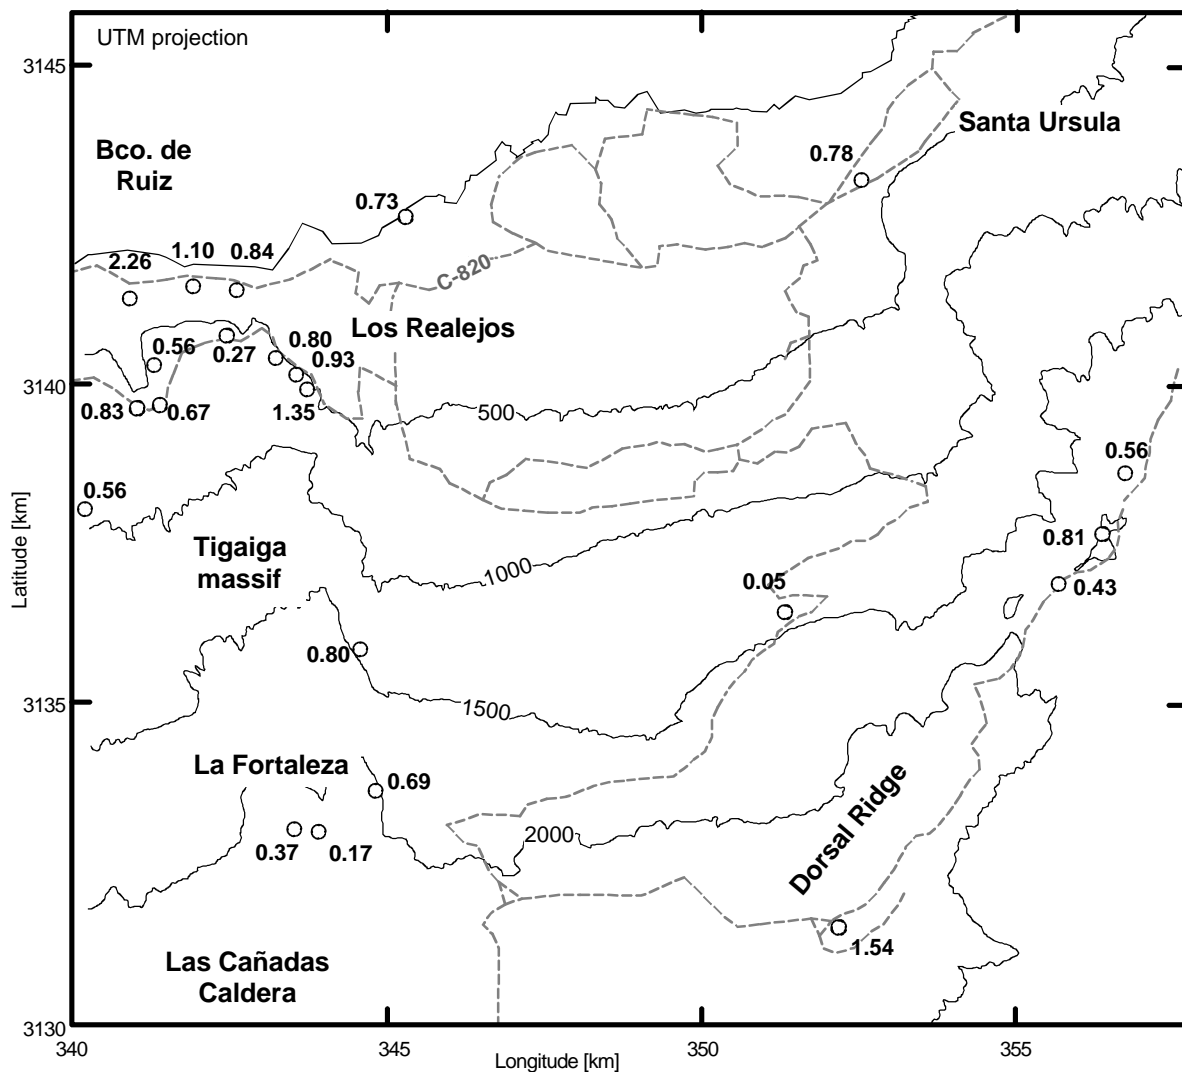 UTM projection
3145
Santa Ursula
Bco. de
Ruiz
0.78
0.73
2.26
1.10
0.84
C-820
Los Realejos
0.56
0.27
0.80
0.93
3140
0.83
0.67
1.35
500
0.56
0.56
Tigaiga
massif
1000
0.81
0.05
0.43
Latitude [km]
0.80
1500
3135
La Fortaleza
0.69
2000
Dorsal Ridge
0.37
0.17
1.54
Las Cañadas
Caldera
3130
340
345
350
355
Longitude [km]